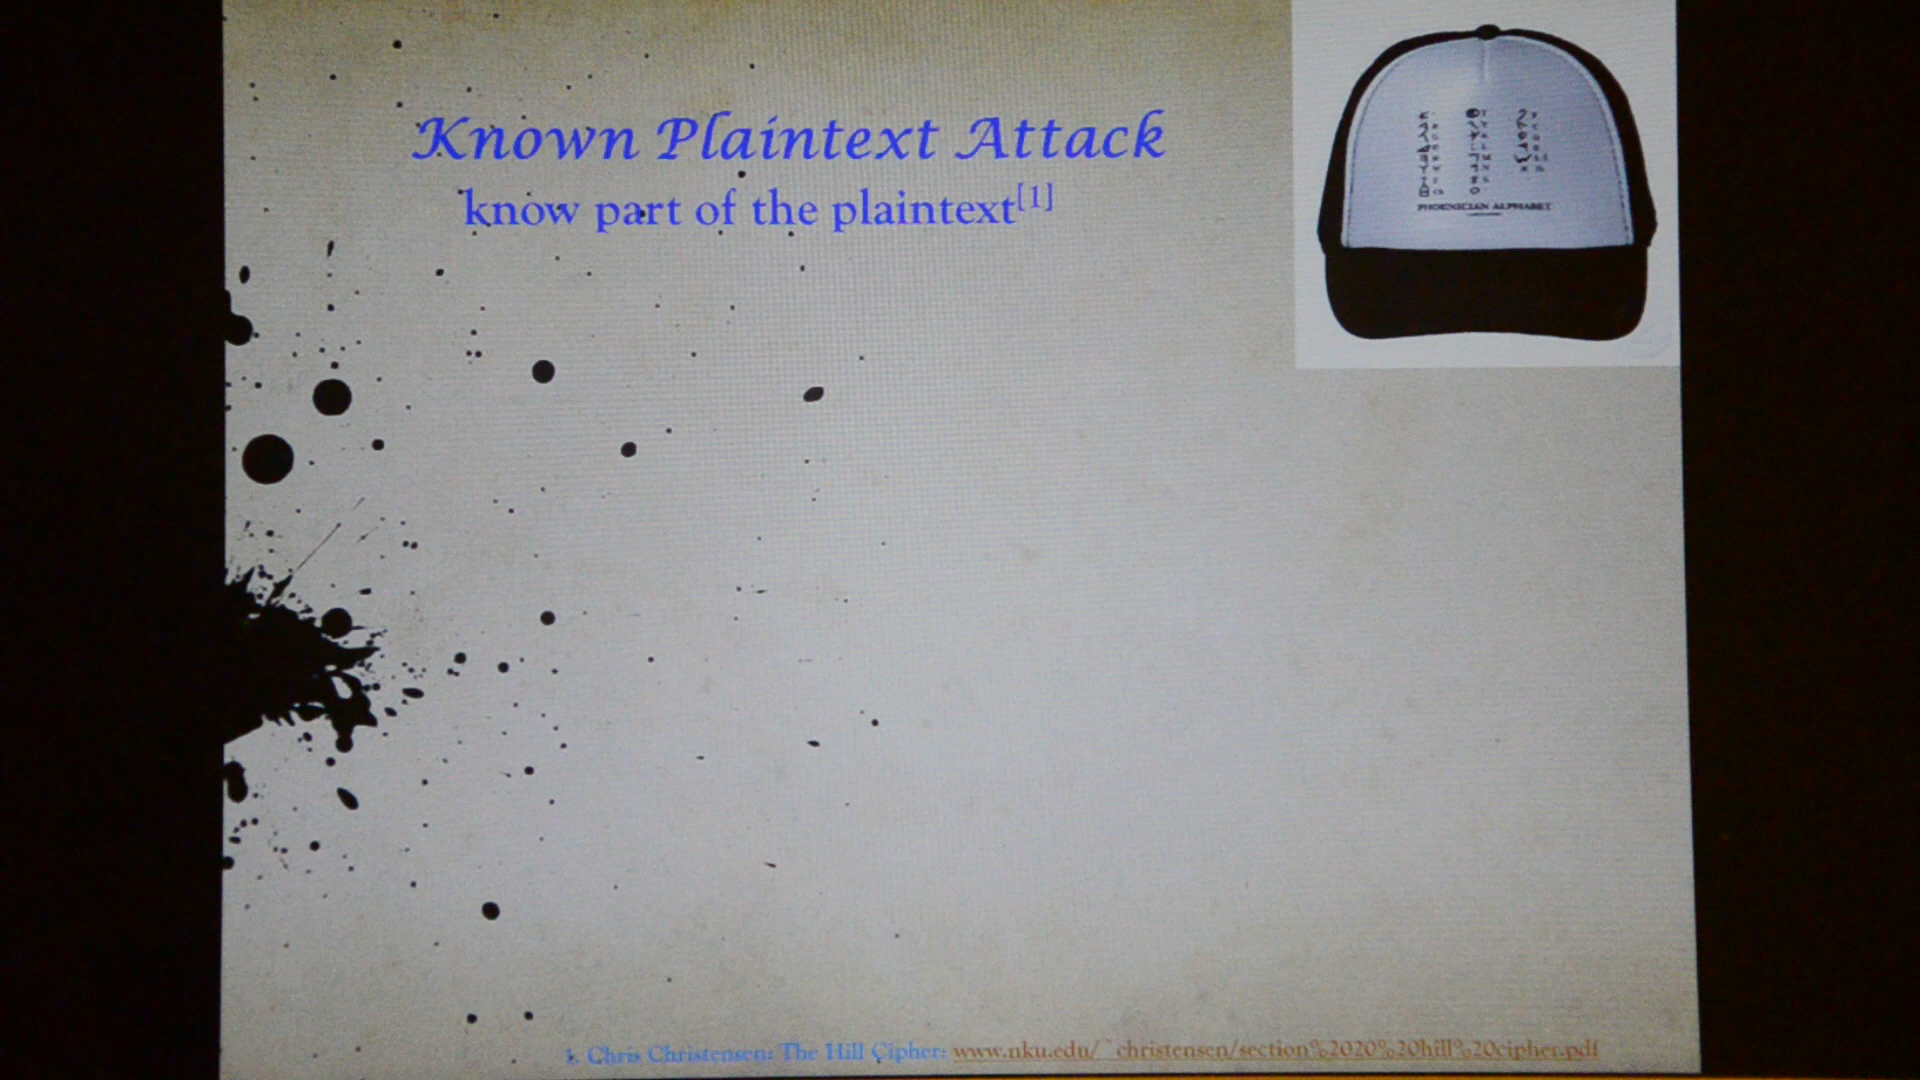 Known Plaintext Attack
know part of the plaintext[1]
PHOENICIAN ALPHABET
1. Chris Christensen: The Hill Cipher: www.nku.edu/~christensen/section%2020%20hill%20cipher.pdf